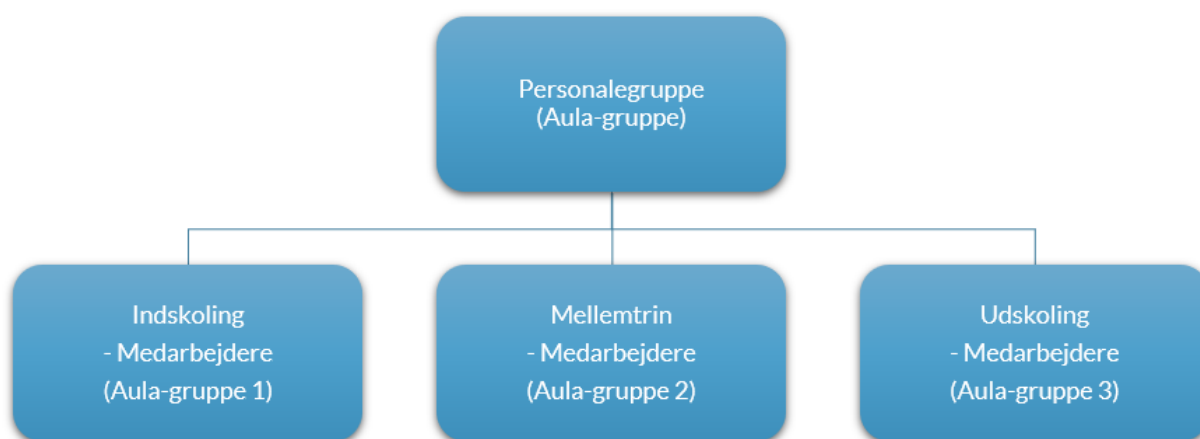 Personalegruppe
(Aula-gruppe)
Indskoling
- Medarbejdere
(Aula-gruppe 1)
Mellemtrin
- Medarbejdere
(Aula-gruppe 2)
Udskoling
- Medarbejdere
(Aula-gruppe 3)